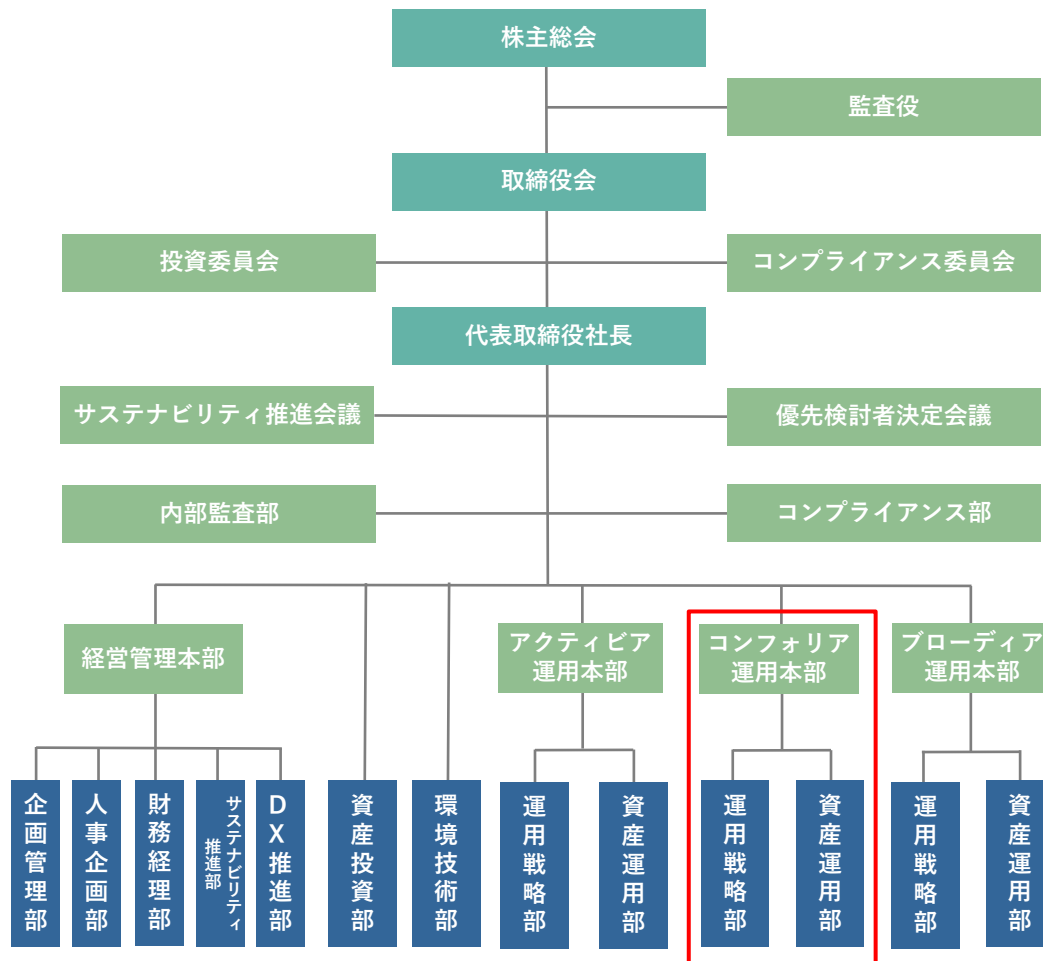 株主総会
監査役
取締役会
投資委員会
コンプライアンス委員会
代表取締役社長
サステナビリティ推進会議
優先検討者決定会議
内部監査部
コンプライアンス部
経営管理本部
アクティビア
運用本部
コンフォリア
運用本部
ブローディア
運用本部
企画管理部
人事企画部
財務経理部
サステナビリティ
推進部
DX推進部
資産投資部
環境技術部
運用戦略部
資産運用部
運用戦略部
資産運用部
運用戦略部
資産運用部